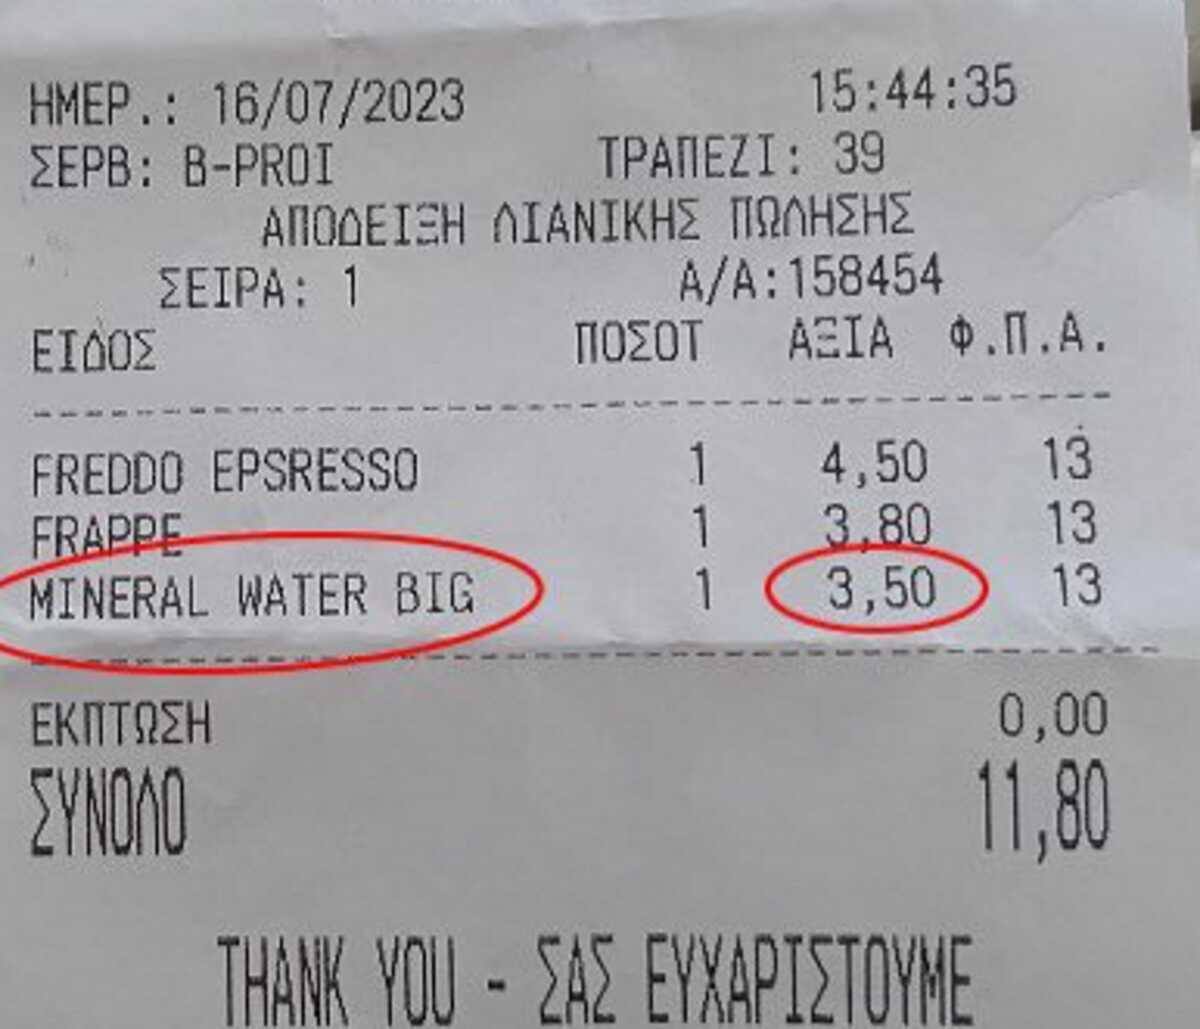 ΗΜΕΡ.: 16/07/2023 15:44:35
ΣΕΡΒ: B-PROI ΤΡΑΠΕΖΙ: 39
ΑΠΟΔΕΙΞΗ ΛΙΑΝΙΚΗΣ ΠΩΛΗΣΗΣ
ΣΕΙΡΑ: 1 Α/Α:158454
ΕΙΔΟΣ ΠΟΣΟΤ ΑΞΙΑ Φ.Π.Α.
FREDDO EPSRESSO 1 4,50 13
FRAPPE 1 3,80 13
MINERAL WATER BIG 1 3,50 13
ΕΚΠΤΩΣΗ 0,00
ΣΥΝΟΛΟ 11,80
THANK YOU - ΣΑΣ ΕΥΧΑΡΙΣΤΟΥΜΕ